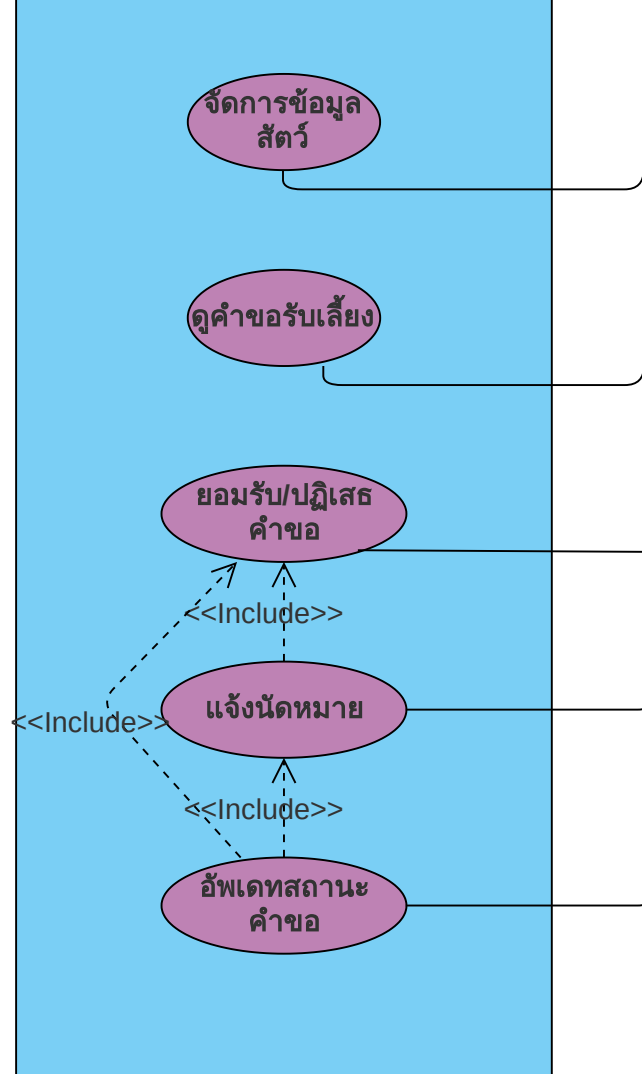 จัดการข้อมูล
สัตว์
ดูคำขอรับเลี้ยง
ยอมรับ/ปฏิเสธ
คำขอ
<<Include>>
แจ้งนัดหมาย
<<Include>>
<<Include>>
อัพเดทสถานะ
คำขอ